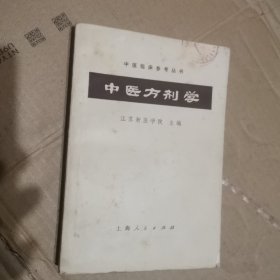 中医临床参考丛书
中医方剂学
江苏新医学院 主编
上海人民出版社